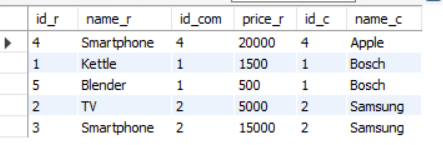 id_r name_r id_com price_r id_c name_c
4 Smartphone 4 20000 4 Apple
1 Kettle 1 1500 1 Bosch
5 Blender 1 500 1 Bosch
2 TV 2 5000 2 Samsung
3 Smartphone 2 15000 2 Samsung